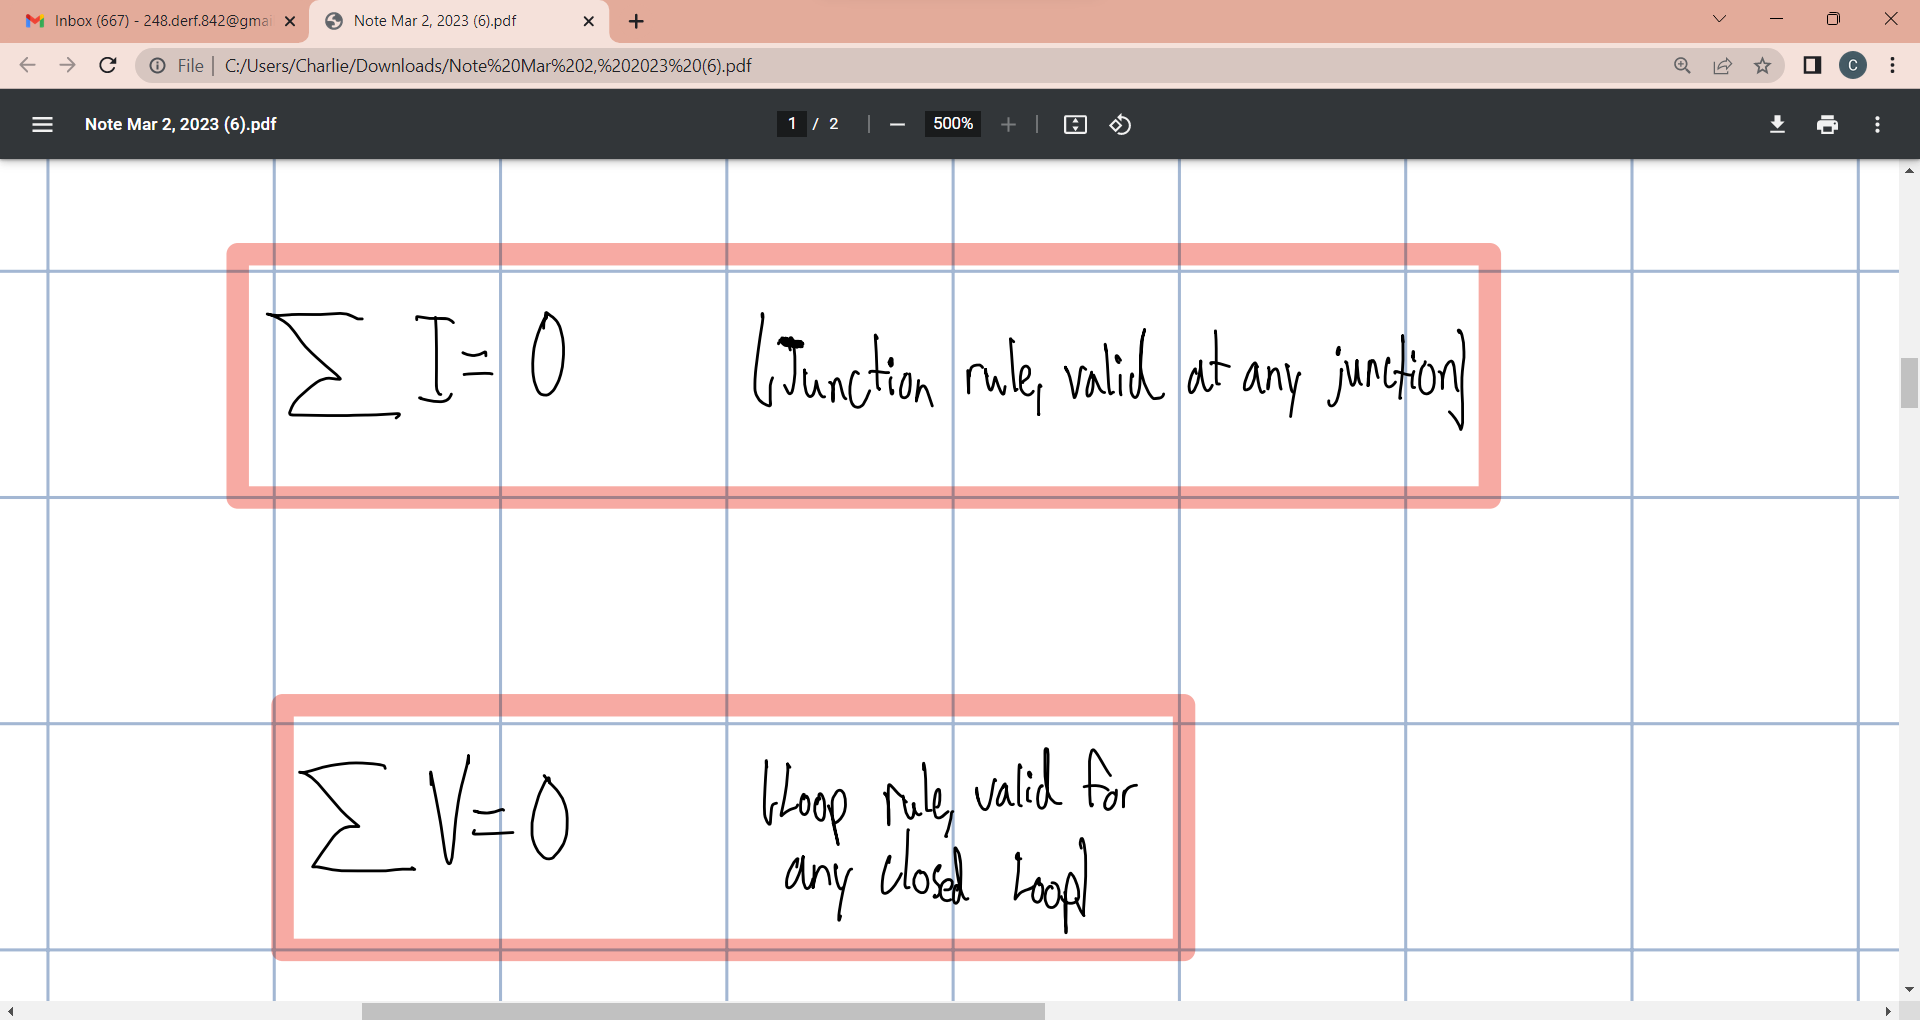 Inbox (667) - 248.derf.842@gmai
Note Mar 2, 2023 (6).pdf
File | C:/Users/Charlie/Downloads/Note%20Mar%202,%202023%20(6).pdf
C
Note Mar 2, 2023 (6).pdf
1 / 2
500%
∑ I = 0 (Junction rule, valid at any junction)
∑ V = 0 (Loop rule, valid for
any closed Loop)